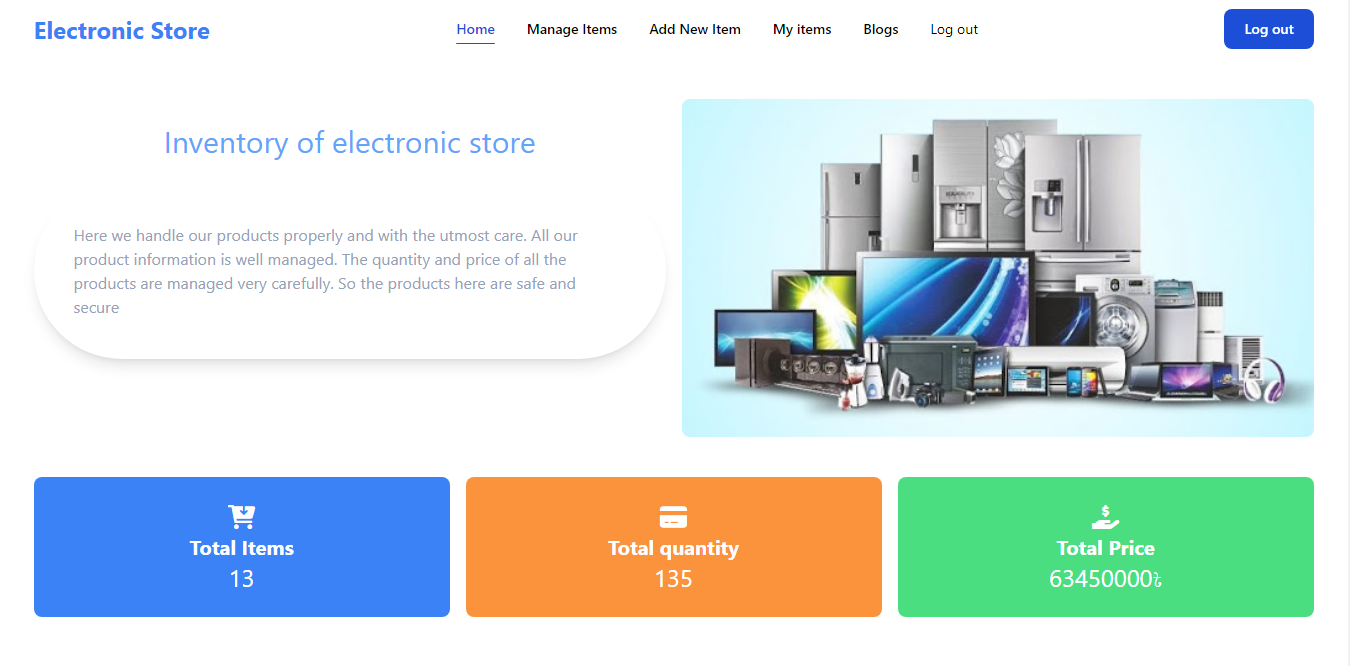 Electronic Store
Home
Manage Items
Add New Item
My items
Blogs
Log out
Log out
Inventory of electronic store
Here we handle our products properly and with the utmost care. All our
product information is well managed. The quantity and price of all the
products are managed very carefully. So the products here are safe and
secure
Total Items
13
Total quantity
135
Total Price
63450000৳